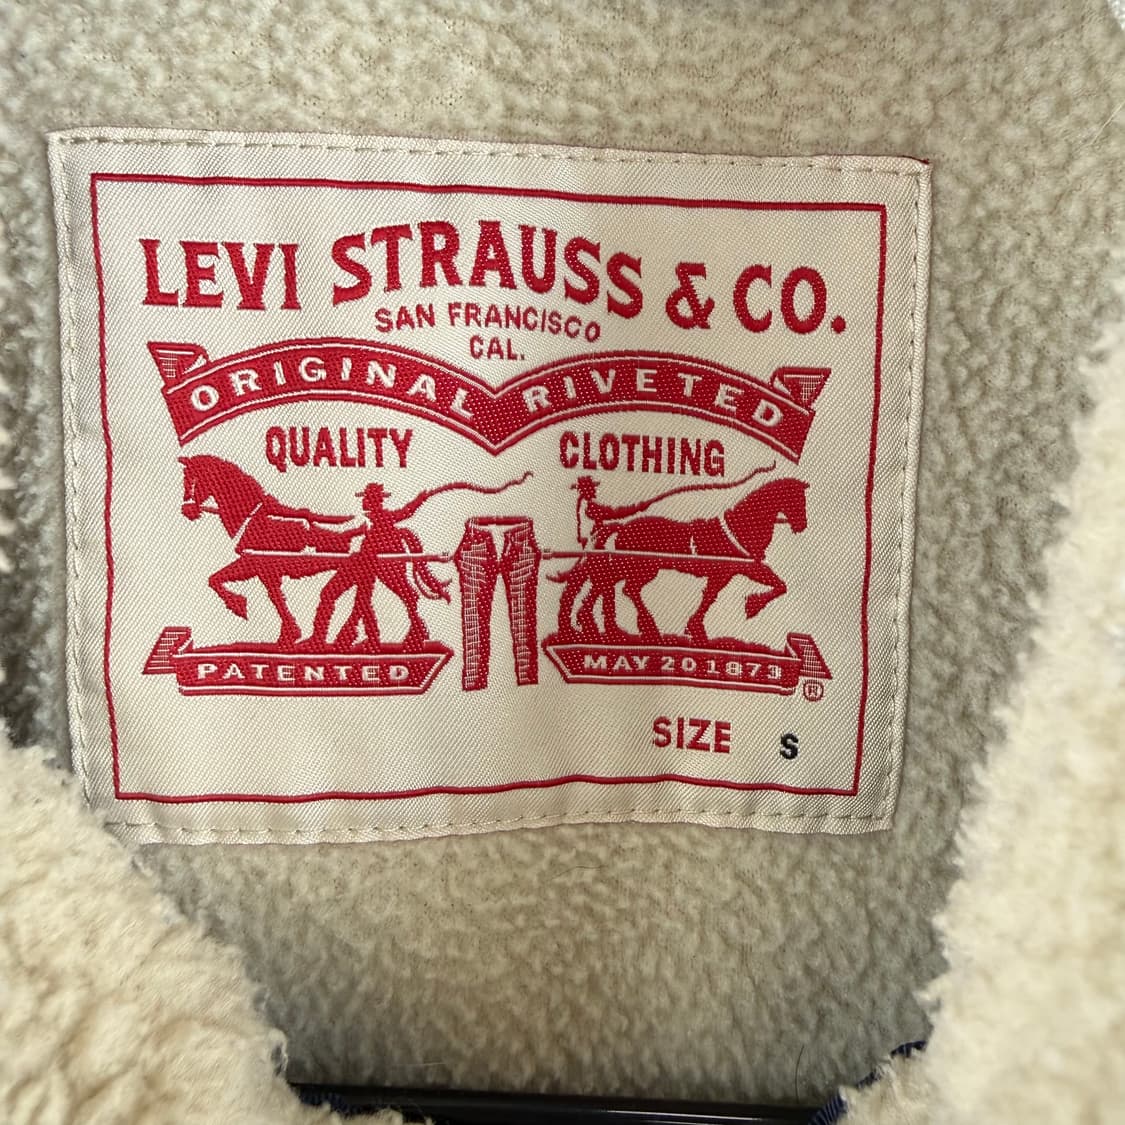 LEVI STRAUSS & CO.
SAN FRANCISCO
CAL.
ORIGINAL RIVETED
QUALITY CLOTHING
PATENTED MAY 20 1873
®
SIZE S